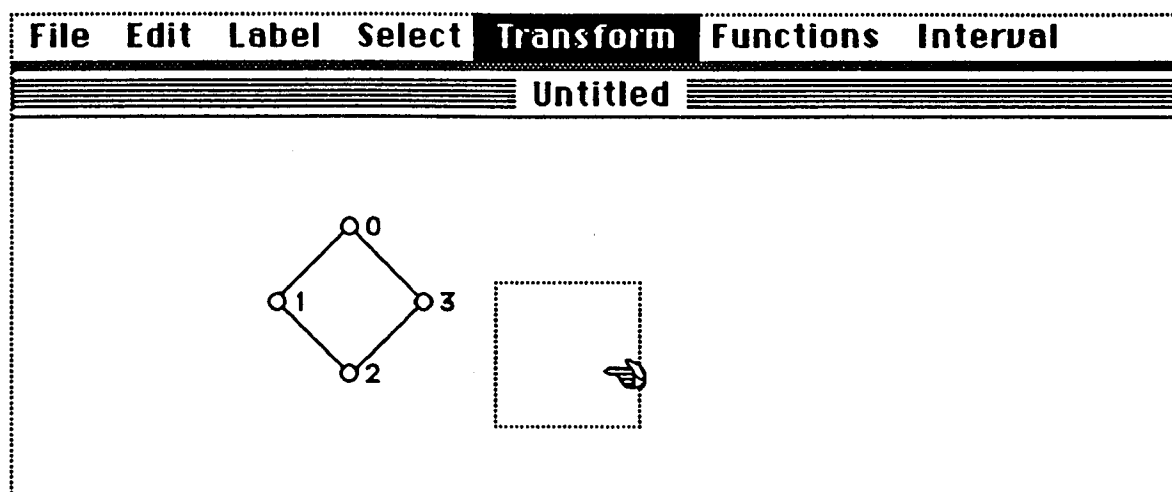 File Edit Label Select Transform Functions Interval
Untitled
0
1 3
2